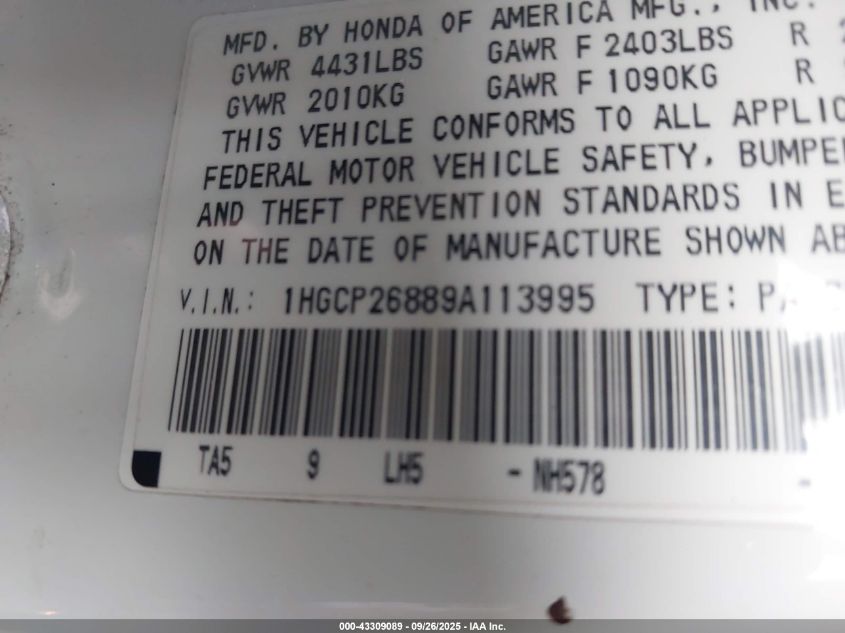 MFD. BY HONDA OF AMERICA MFG., INC.
GVWR 4431LBS GAWR F 2403LBS R
GVWR 2010KG GAWR F 1090KG R
THIS VEHICLE CONFORMS TO ALL APPLIC
FEDERAL MOTOR VEHICLE SAFETY, BUMPE
AND THEFT PREVENTION STANDARDS IN E
ON THE DATE OF MANUFACTURE SHOWN AB
V.I.N.: 1HGCP26889A113995 TYPE: PA
TA5 9 LH5 - NH578 -
000-43309089 - 09/26/2025 - IAA Inc.